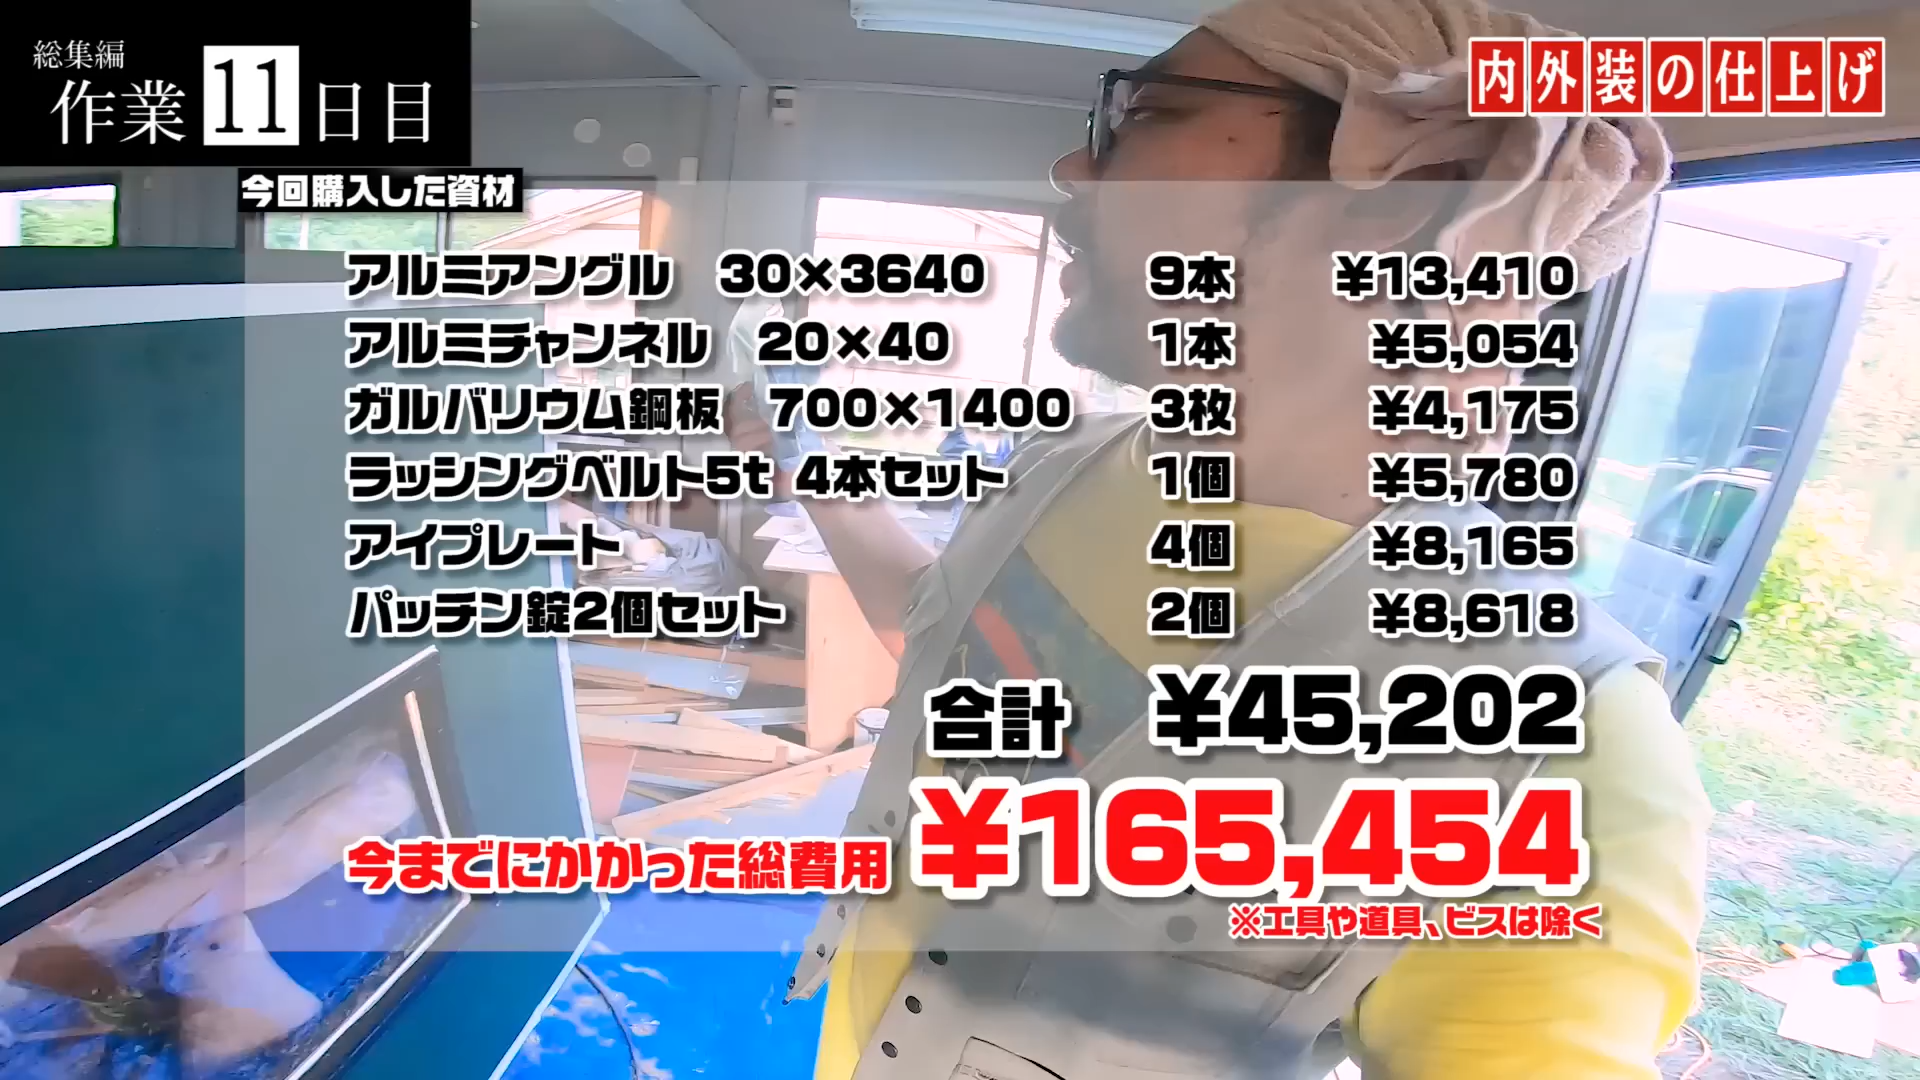 総集編
作業11日目
内外装の仕上げ
今回購入した資材
アルミアングル 30×3640 9本 ¥13,410
アルミチャンネル 20×40 1本 ¥5,054
ガルバリウム鋼板 700×1400 3枚 ¥4,175
ラッシングベルト5t 4本セット 1個 ¥5,780
アイプレート 4個 ¥8,165
パッチン錠2個セット 2個 ¥8,618
合計 ¥45,202
今までにかかった総費用 ¥165,454
※工具や道具、ビスは除く